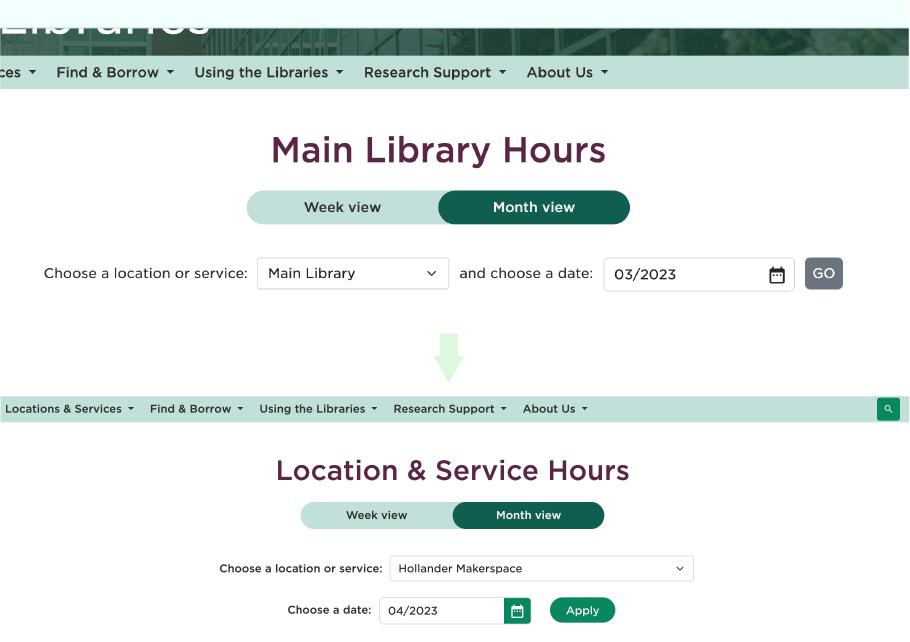 Libraries
ces Find & Borrow Using the Libraries Research Support About Us
Main Library Hours
Week view Month view
Choose a location or service: Main Library and choose a date: 03/2023 GO
Locations & Services Find & Borrow Using the Libraries Research Support About Us
Location & Service Hours
Week view Month view
Choose a location or service: Hollander Makerspace
Choose a date: 04/2023 Apply